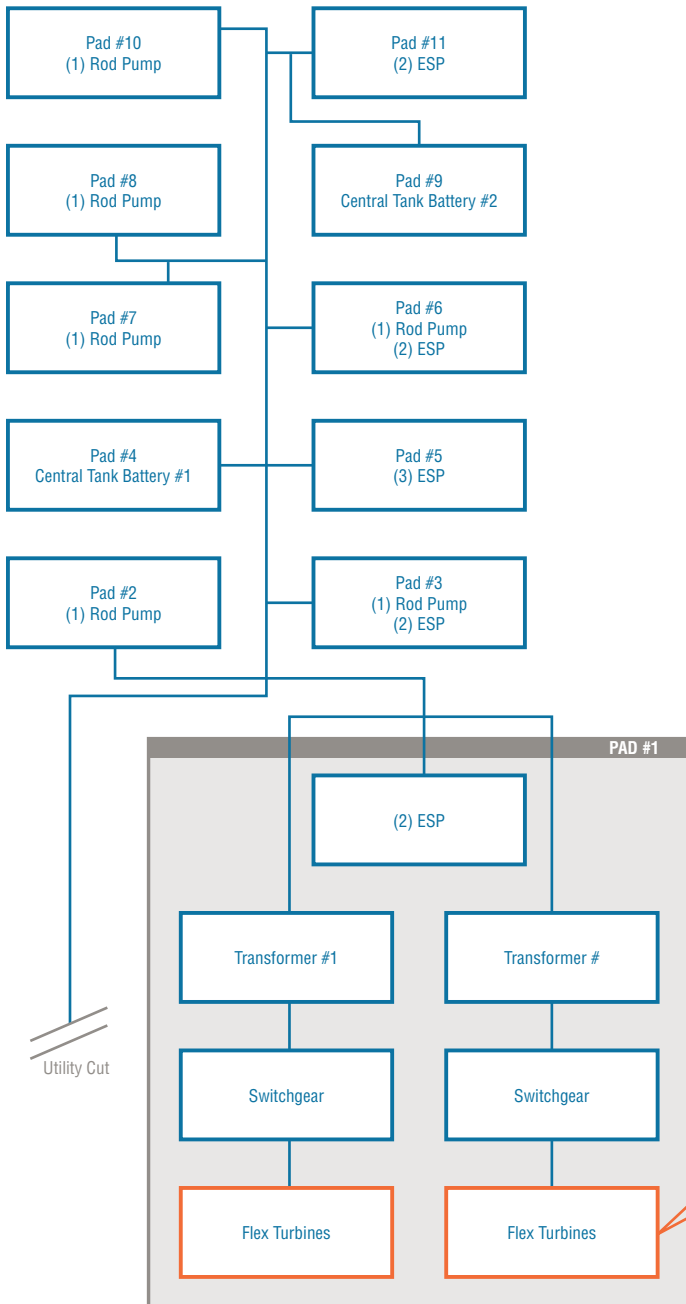 Pad #10
(1) Rod Pump
Pad #11
(2) ESP
Pad #8
(1) Rod Pump
Pad #9
Central Tank Battery #2
Pad #7
(1) Rod Pump
Pad #6
(1) Rod Pump
(2) ESP
Pad #4
Central Tank Battery #1
Pad #5
(3) ESP
Pad #2
(1) Rod Pump
Pad #3
(1) Rod Pump
(2) ESP
PAD #1
(2) ESP
Transformer #1
Transformer #
Utility Cut
Switchgear
Switchgear
Flex Turbines
Flex Turbines